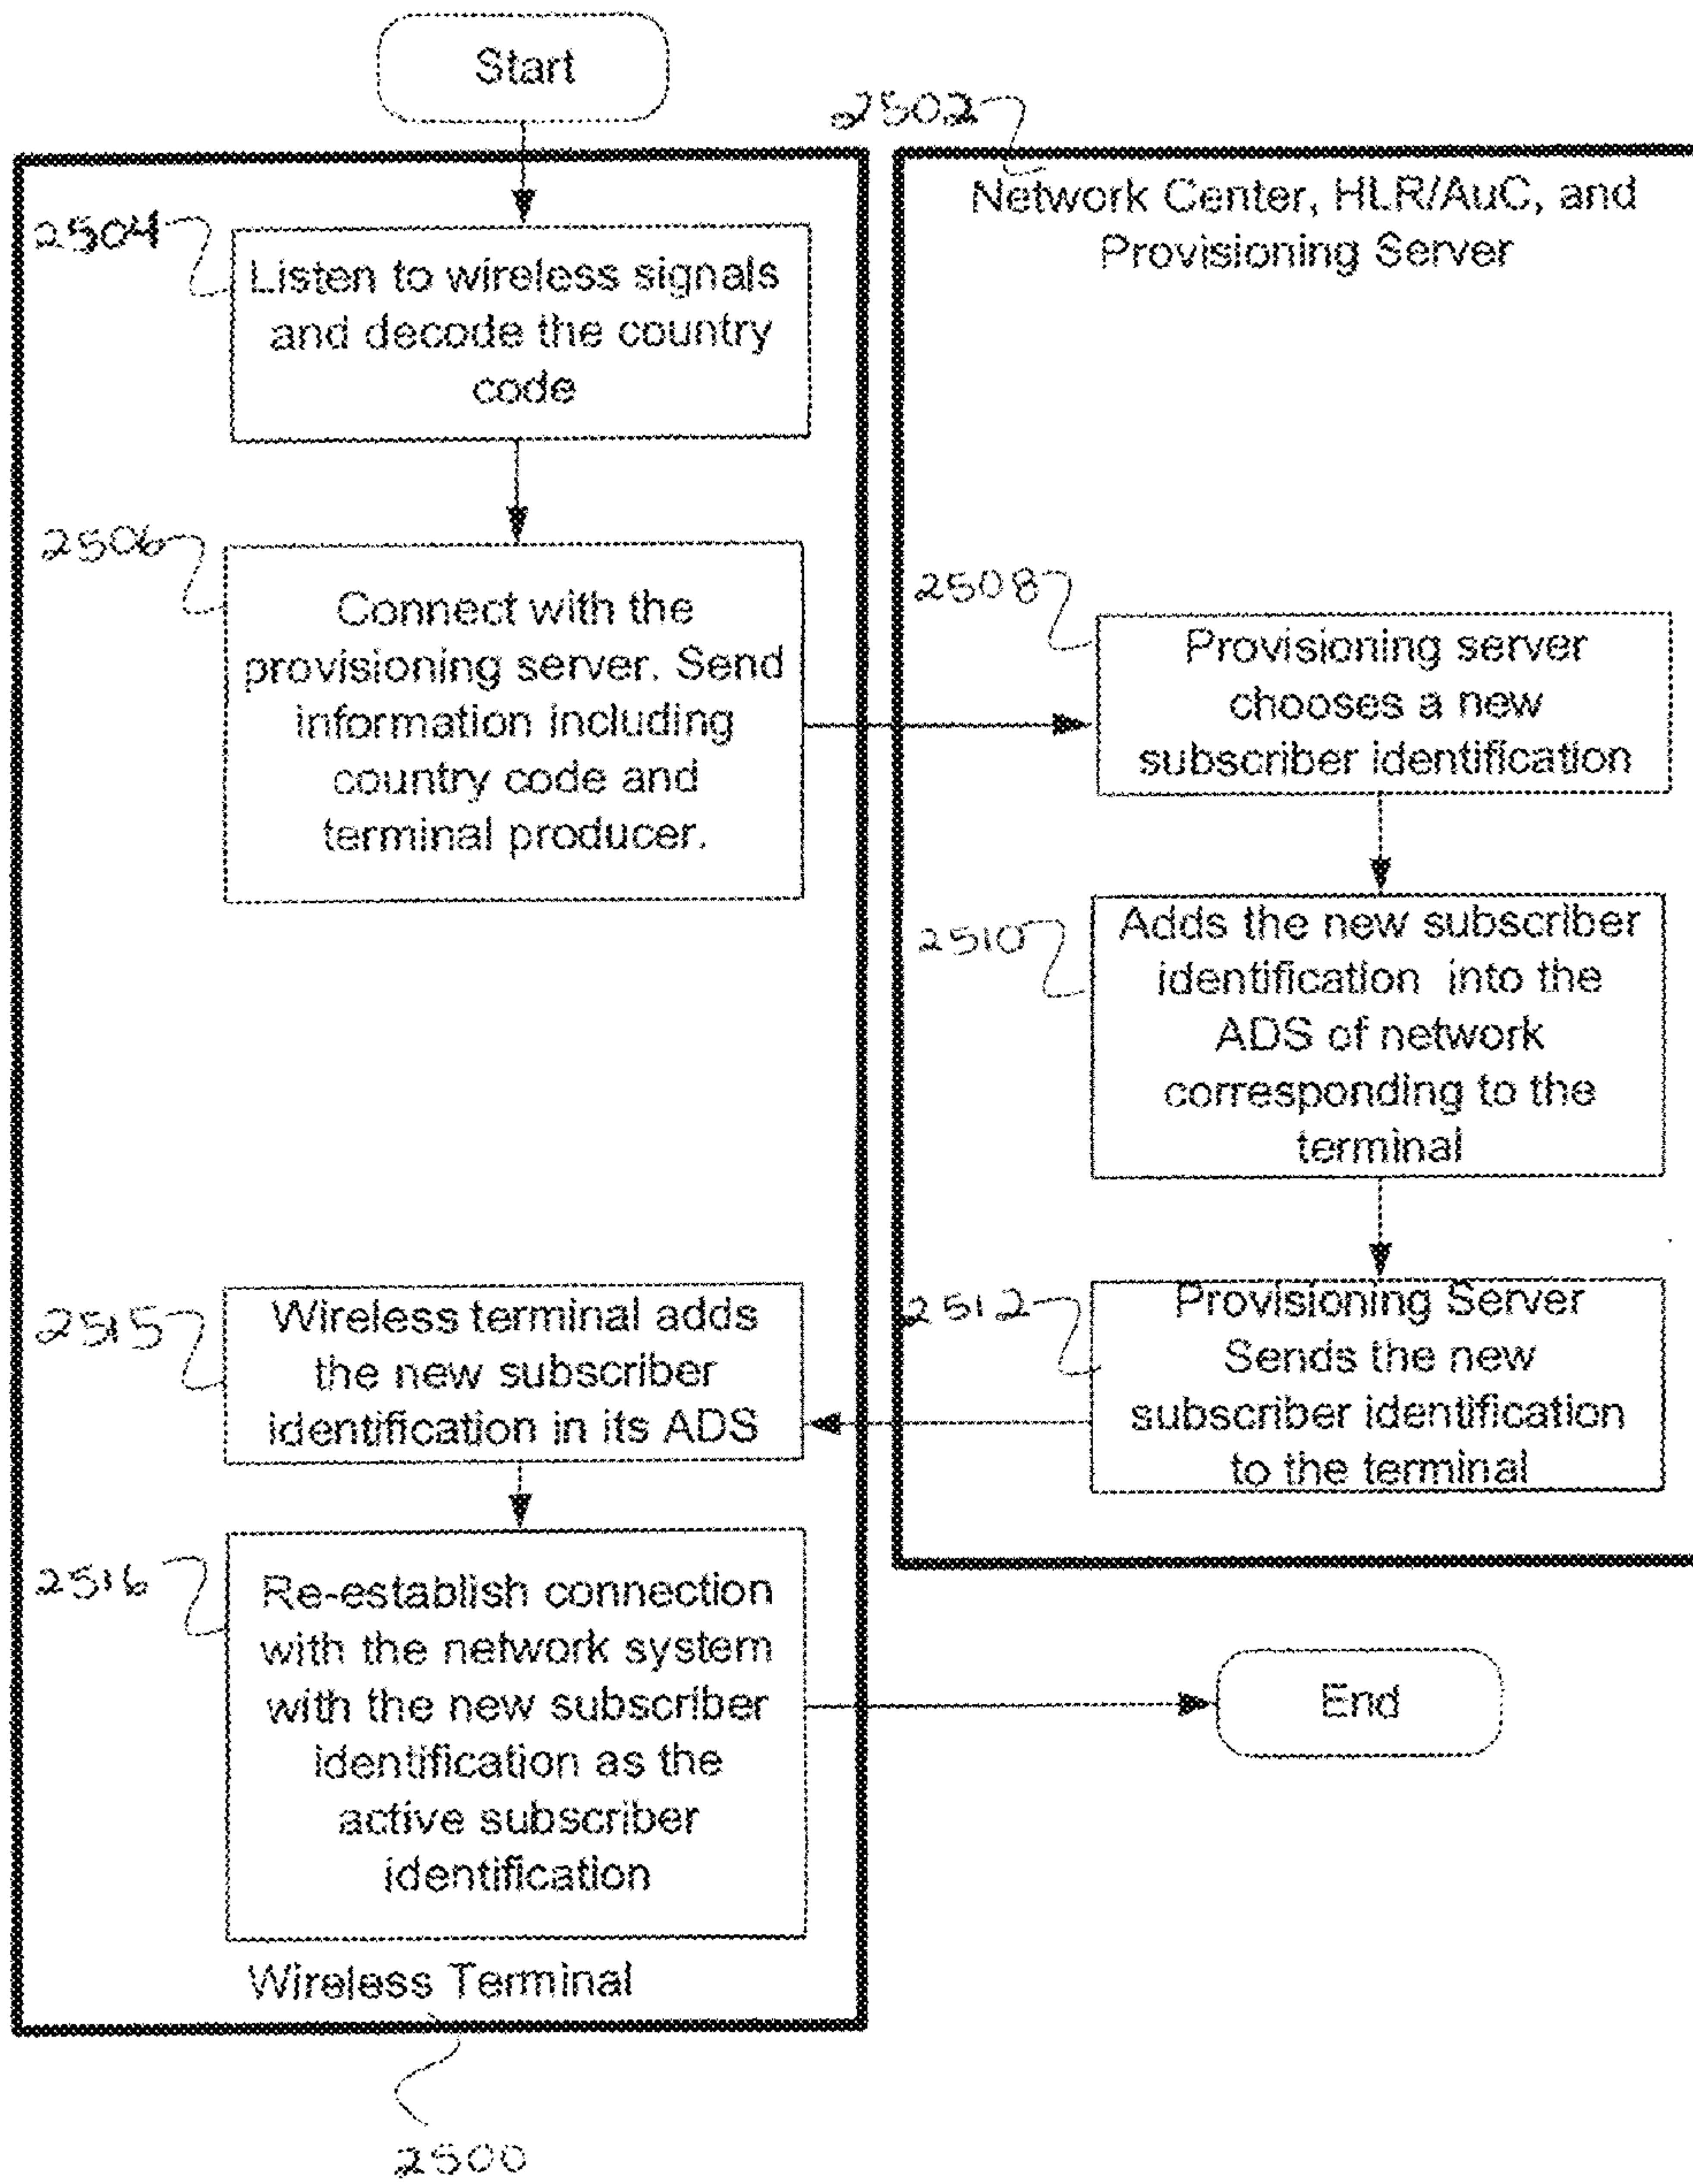 Start
2502
Network Center, HLR/AuC, and
Provisioning Server
2504
Listen to wireless signals
and decode the country
code
2506
Connect with the
provisioning server. Send
information including
country code and
terminal producer.
2508
Provisioning server
chooses a new
subscriber identification
2510
Adds the new subscriber
identification into the
ADS of network
corresponding to the
terminal
2512
Provisioning Server
Sends the new
subscriber identification
to the terminal
2515
Wireless terminal adds
the new subscriber
identification in its ADS
2516
Re-establish connection
with the network system
with the new subscriber
identification as the
active subscriber
identification
End
Wireless Terminal
2500